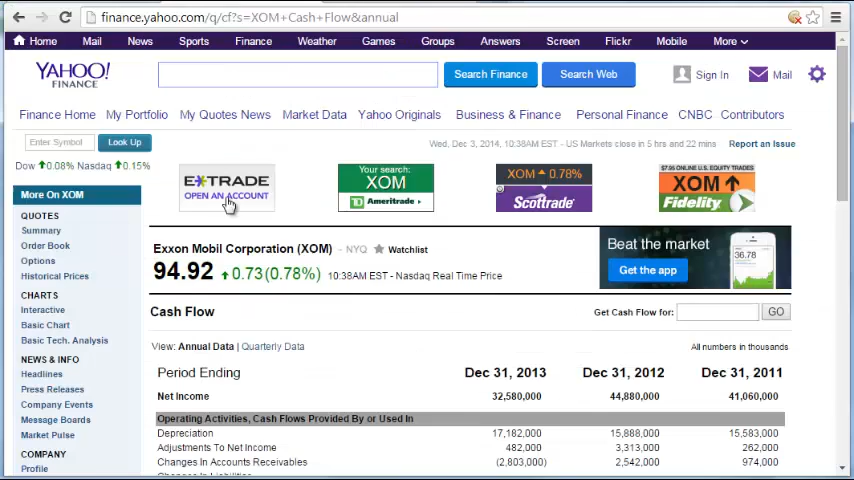 finance.yahoo.com/q/cf?s=XOM+Cash+Flow&annual
Home Mail News Sports Finance Weather Games Groups Answers Screen Flickr Mobile More
YAHOO!
FINANCE
Search Finance
Search Web
Sign In
Mail
Finance Home My Portfolio My Quotes News Market Data Yahoo Originals Business & Finance Personal Finance CNBC Contributors
Enter Symbol
Look Up
Wed, Dec 3, 2014, 10:38AM EST - US Markets close in 5 hrs and 22 mins
Report an Issue
Dow 0.08% Nasdaq 0.15%
E*TRADE
OPEN AN ACCOUNT
Your search:
XOM
Ameritrade
XOM 0.78%
Scottrade
$7.95 ONLINE U.S. EQUITY TRADES
XOM
Fidelity
More On XOM
QUOTES
Summary
Order Book
Options
Historical Prices
CHARTS
Interactive
Basic Chart
Basic Tech. Analysis
NEWS & INFO
Headlines
Press Releases
Company Events
Message Boards
Market Pulse
COMPANY
Profile
Exxon Mobil Corporation (XOM) - NYQ Watchlist
94.92 0.73(0.78%) 10:38AM EST - Nasdaq Real Time Price
Beat the market
Get the app
36.78
Cash Flow
Get Cash Flow for:
GO
View: Annual Data | Quarterly Data
All numbers in thousands
Period Ending Dec 31, 2013 Dec 31, 2012 Dec 31, 2011
Net Income 32,580,000 44,880,000 41,060,000
Operating Activities, Cash Flows Provided By or Used In
Depreciation 17,182,000 15,888,000 15,583,000
Adjustments To Net Income 482,000 3,313,000 262,000
Changes In Accounts Receivables (2,803,000) 2,542,000 974,000